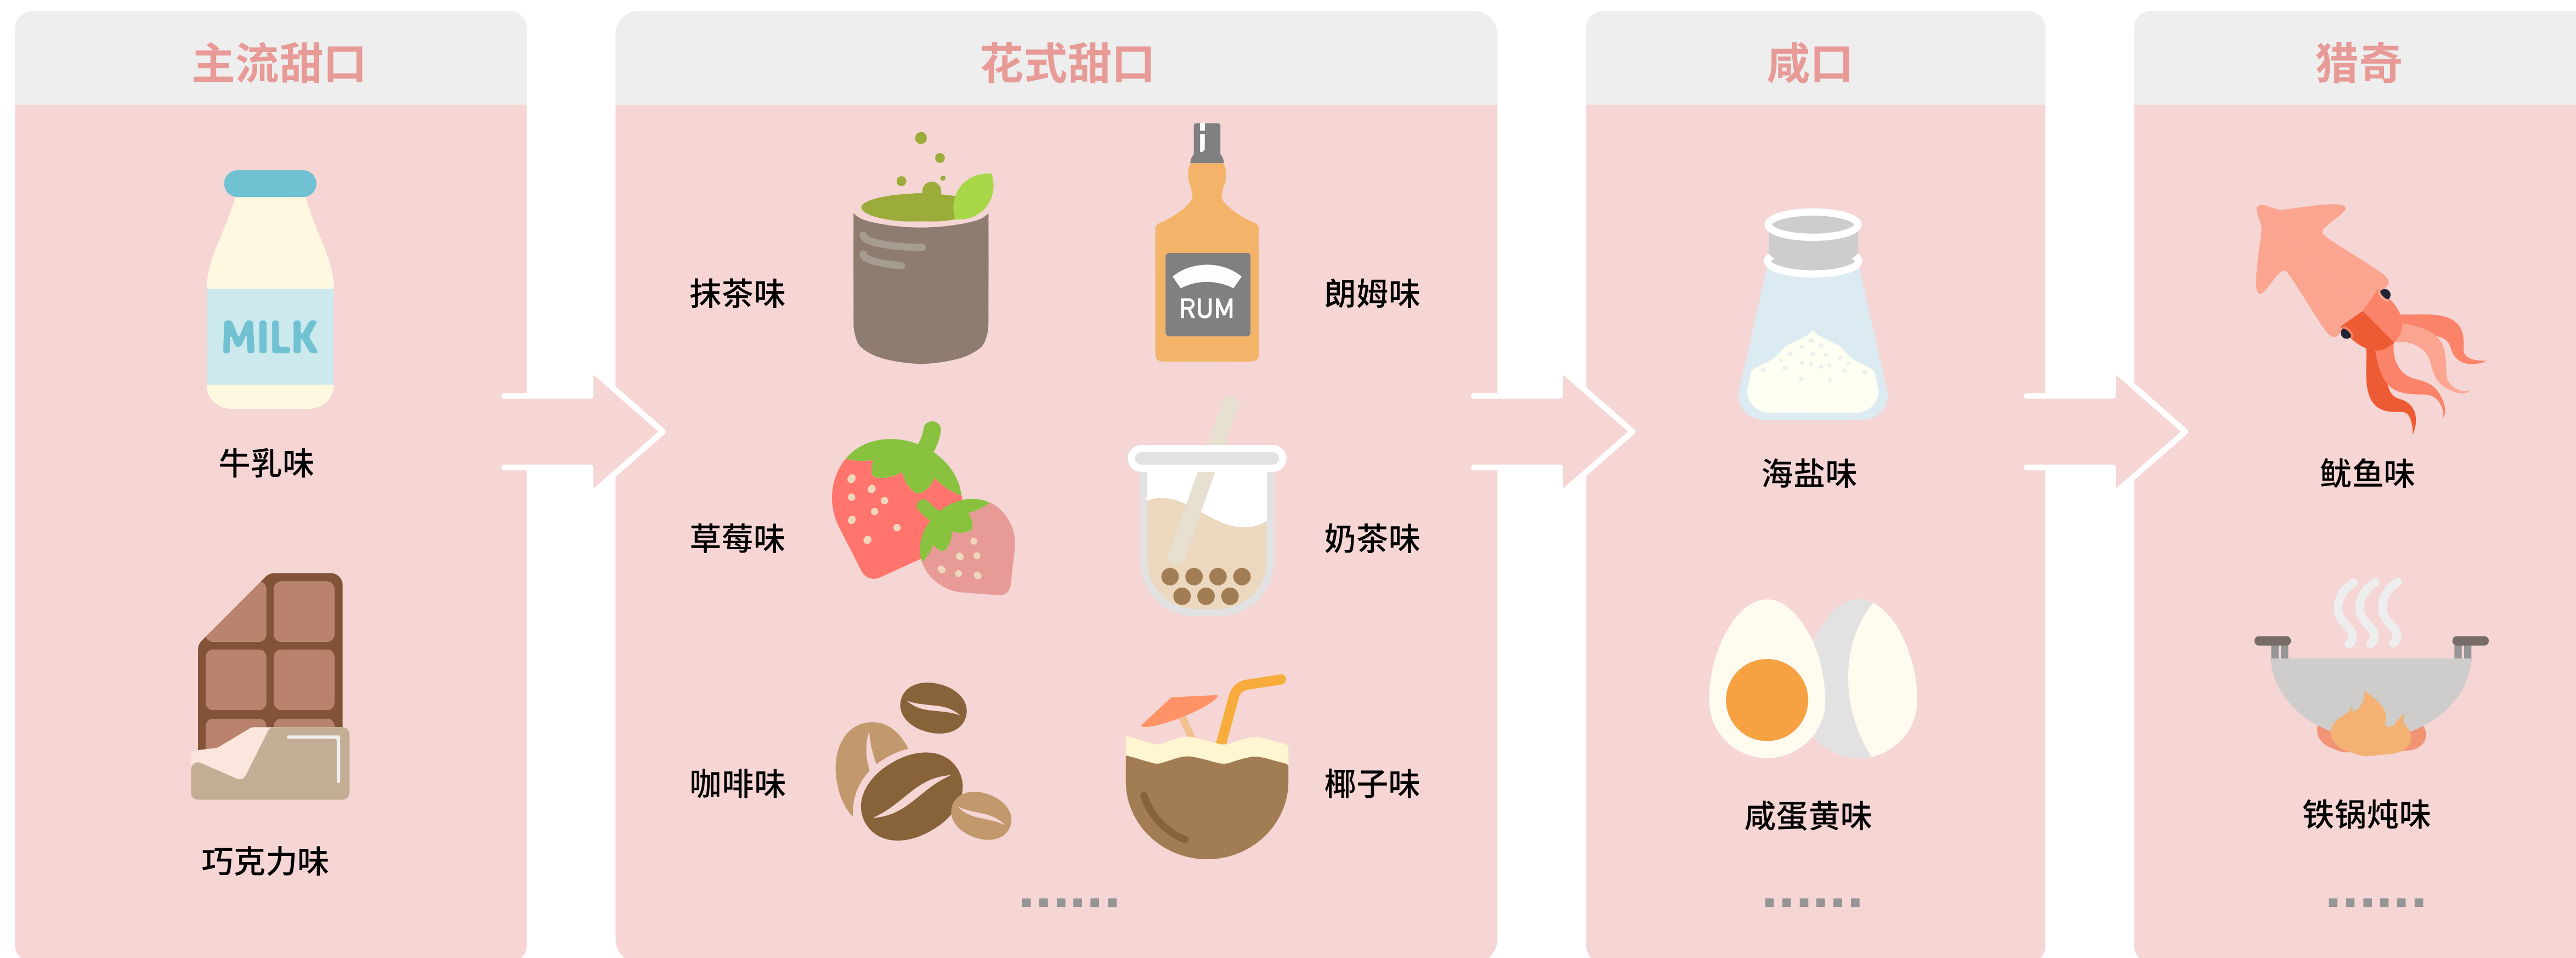 主流甜口
MILK
牛乳味
巧克力味
花式甜口
抹茶味
RUM
朗姆味
草莓味
奶茶味
咖啡味
椰子味
......
咸口
海盐味
咸蛋黄味
......
猎奇
鱿鱼味
铁锅炖味
......